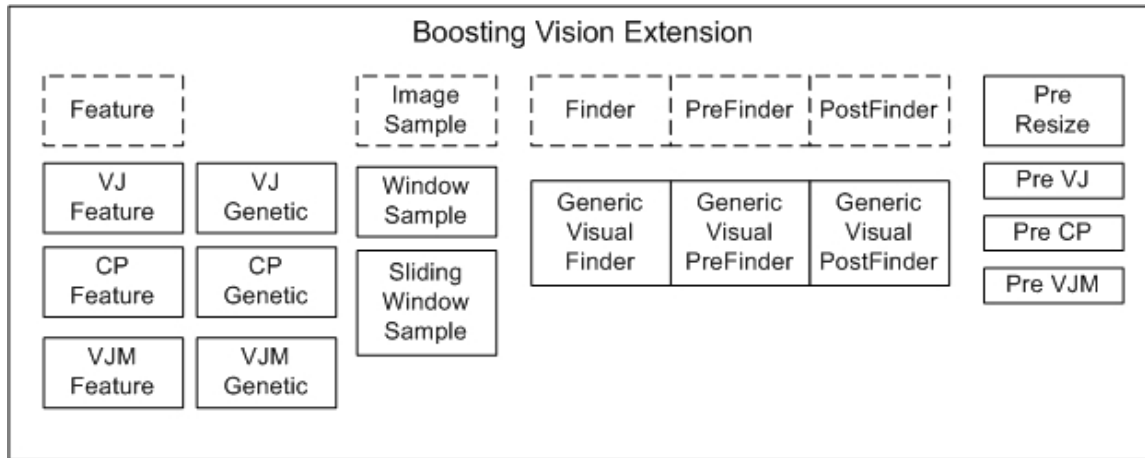 Boosting Vision Extension
Feature
Image
Sample
Finder
PreFinder
PostFinder
Pre
Resize
VJ
Feature
VJ
Genetic
Window
Sample
Generic
Visual
Finder
Generic
Visual
PreFinder
Generic
Visual
PostFinder
Pre VJ
CP
Feature
CP
Genetic
Sliding
Window
Sample
Pre CP
Pre VJM
VJM
Feature
VJM
Genetic